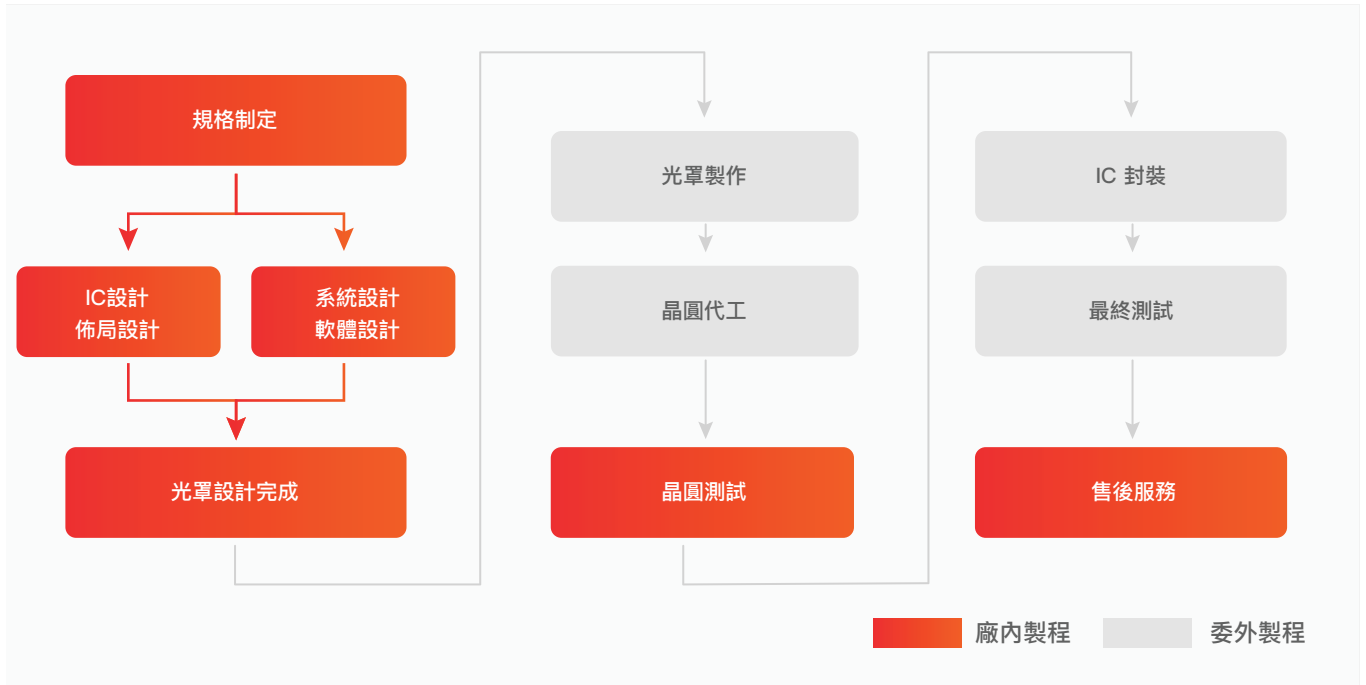 規格制定
IC設計
佈局設計
系統設計
軟體設計
光罩設計完成
光罩製作
晶圓代工
晶圓測試
IC 封裝
最終測試
售後服務
廠內製程
委外製程